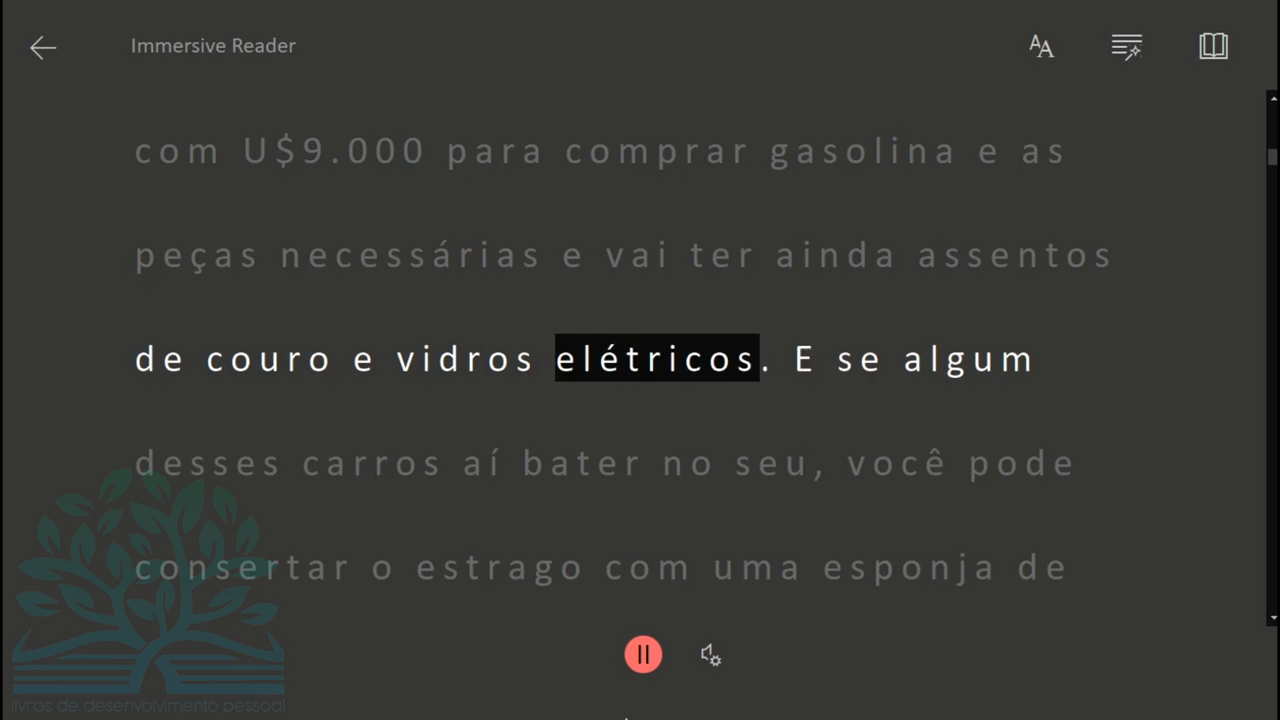 Immersive Reader
com U$9.000 para comprar gasolina e as
peças necessárias e vai ter ainda assentos
de couro e vidros elétricos. E se algum
desses carros aí bater no seu, você pode
consertar o estrago com uma esponja de
livros de desenvolvimento pessoal